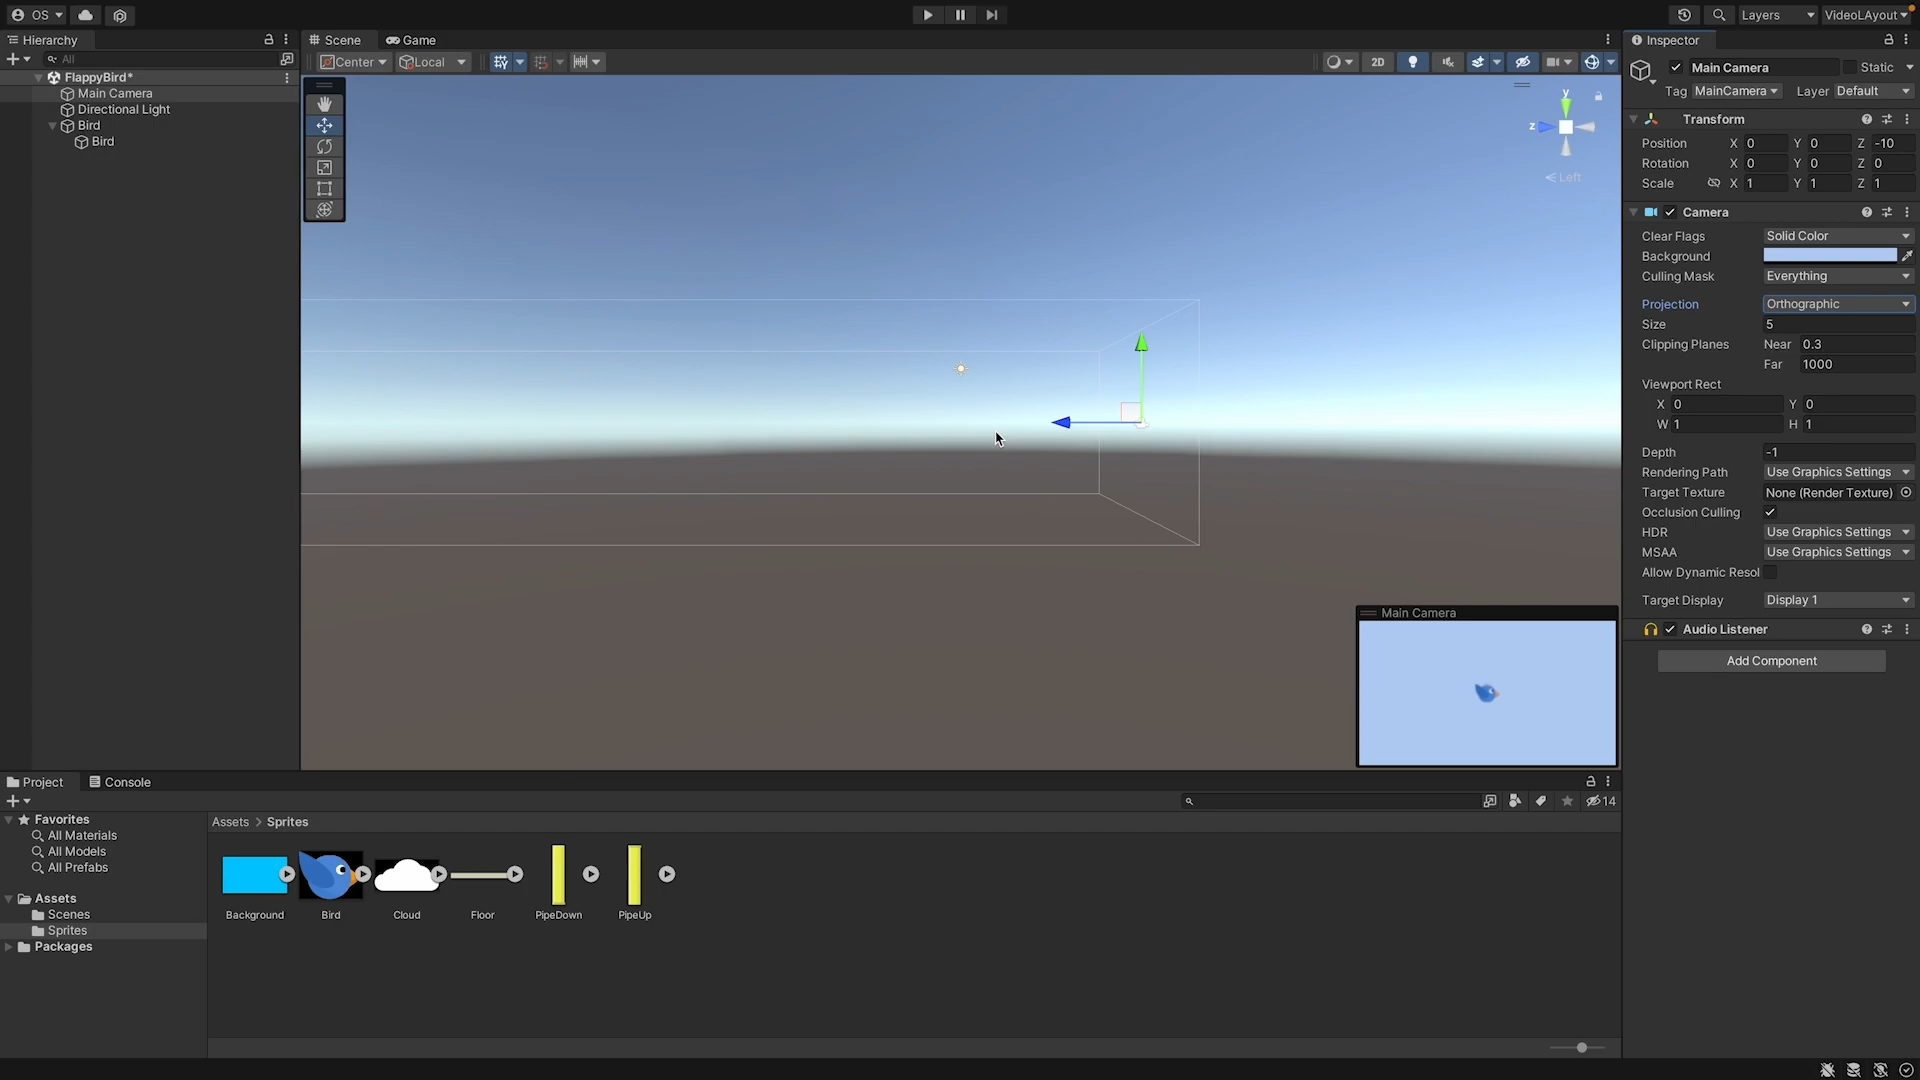 OS
Layers
VideoLAyout
Hierarchy
Scene
Game
Inspector
All
Center
Local
2D
Main Camera
Static
Tag MainCamera Layer Default
FlappyBird*
Main Camera
Directional Light
Bird
Bird
y
z
Left
Transform
Position X 0 Y 0 Z -10
Rotation X 0 Y 0 Z 0
Scale X 1 Y 1 Z 1
Camera
Clear Flags Solid Color
Background
Culling Mask Everything
Projection Orthographic
Size 5
Clipping Planes Near 0.3
Far 1000
Viewport Rect
X 0 Y 0
W 1 H 1
Depth -1
Rendering Path Use Graphics Settings
Target Texture None (Render Texture)
Occlusion Culling
HDR Use Graphics Settings
MSAA Use Graphics Settings
Allow Dynamic Resol
Target Display Display 1
Audio Listener
Add Component
Main Camera
Project
Console
14
Favorites
All Materials
All Models
All Prefabs
Assets
Scenes
Sprites
Packages
Assets > Sprites
Background
Bird
Cloud
Floor
PipeDown
PipeUp